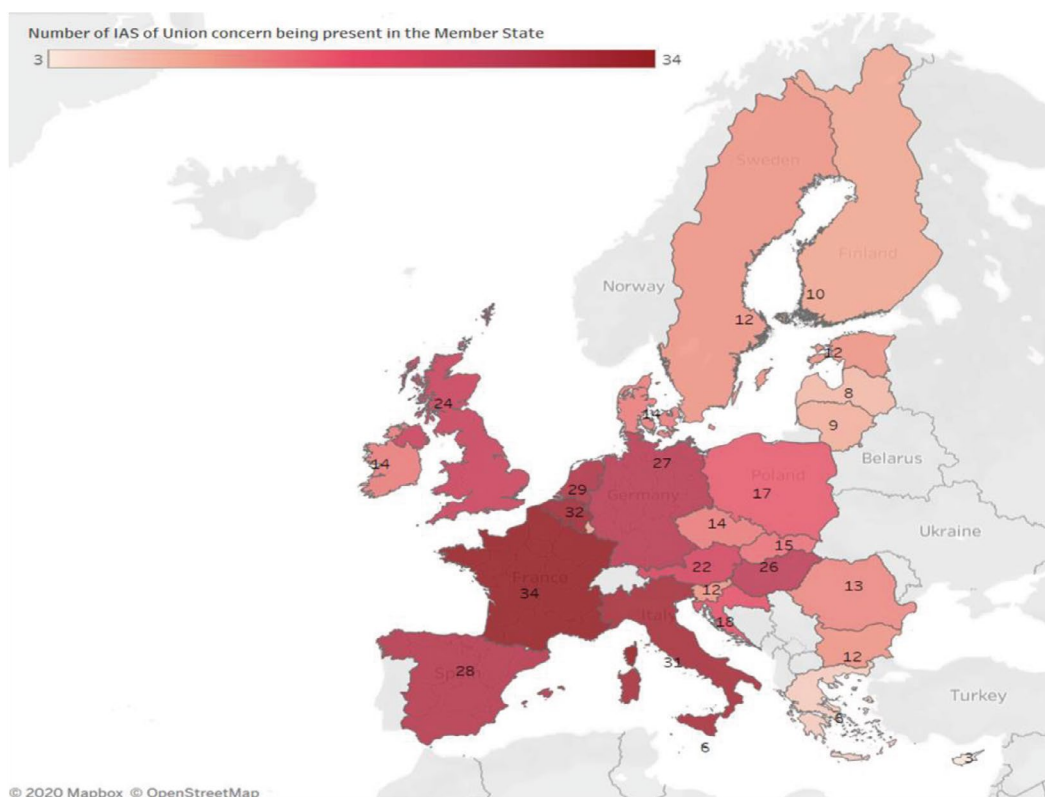 Number of IAS of Union concern being present in the Member State
3
34
Sweden
Finland
Norway
10
12
12
8
9
24
14
14
Belarus
27
Germany
Poland
17
29
32
14
Ukraine
15
22
26
France
34
12
13
Italy
18
28
31
12
Turkey
6
3
© 2020 Mapbox © OpenStreetMap